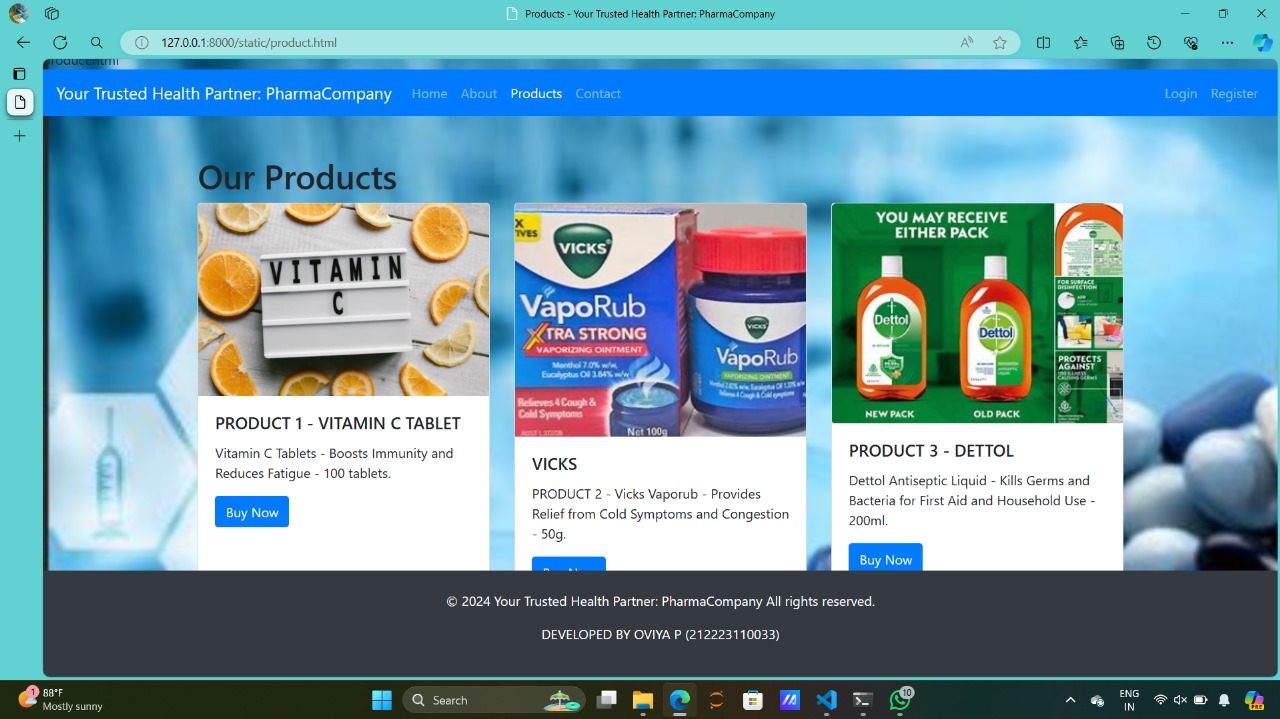 Products - Your Trusted Health Partner: PharmaCompany
127.0.0.1:8000/static/product.html
product.html
Your Trusted Health Partner: PharmaCompany Home About Products Contact Login Register
Our Products
VITAMIN
C
VICKS
VapoRub
XTRA STRONG
VAPORIZING OINTMENT
Menthol 7.0% w/w,
Eucalyptus Oil 3.84% w/w
Relieves 4 Cough &
Cold Symptoms
Net 100g
VICKS
VapoRub
VAPORIZING OINTMENT
YOU MAY RECEIVE
EITHER PACK
Dettol
Dettol
NEW PACK
OLD PACK
FOR SURFACE
DISINFECTION
PROTECTS
AGAINST
PRODUCT 1 - VITAMIN C TABLET
Vitamin C Tablets - Boosts Immunity and
Reduces Fatigue - 100 tablets.
Buy Now
VICKS
PRODUCT 2 - Vicks Vaporub - Provides
Relief from Cold Symptoms and Congestion
- 50g.
PRODUCT 3 - DETTOL
Dettol Antiseptic Liquid - Kills Germs and
Bacteria for First Aid and Household Use -
200ml.
Buy Now
© 2024 Your Trusted Health Partner: PharmaCompany All rights reserved.
DEVELOPED BY OVIYA P (212223110033)
1
88°F
Mostly sunny
Search
10
ENG
IN
PRE